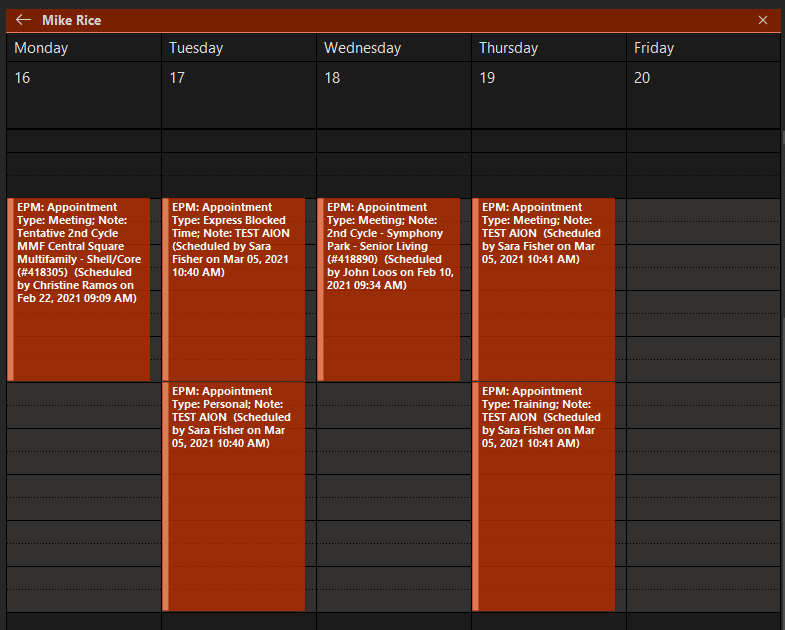 Mike Rice
Monday
Tuesday
Wednesday
Thursday
Friday
16
17
18
19
20
EPM: Appointment
Type: Meeting; Note:
Tentative 2nd Cycle
MMF Central Square
Multifamily - Shell/Core
(#418305)  (Scheduled
by Christine Ramos on
Feb 22, 2021 09:09 AM)
EPM: Appointment
Type: Express Blocked
Time; Note: TEST AION
(Scheduled by Sara
Fisher on Mar 05, 2021
10:40 AM)
EPM: Appointment
Type: Personal; Note:
TEST AION  (Scheduled
by Sara Fisher on Mar
05, 2021 10:40 AM)
EPM: Appointment
Type: Meeting; Note:
2nd Cycle - Symphony
Park - Senior Living
(#418890)  (Scheduled
by John Loos on Feb 10,
2021 09:34 AM)
EPM: Appointment
Type: Meeting; Note:
TEST AION  (Scheduled
by Sara Fisher on Mar
05, 2021 10:41 AM)
EPM: Appointment
Type: Training; Note:
TEST AION  (Scheduled
by Sara Fisher on Mar
05, 2021 10:41 AM)